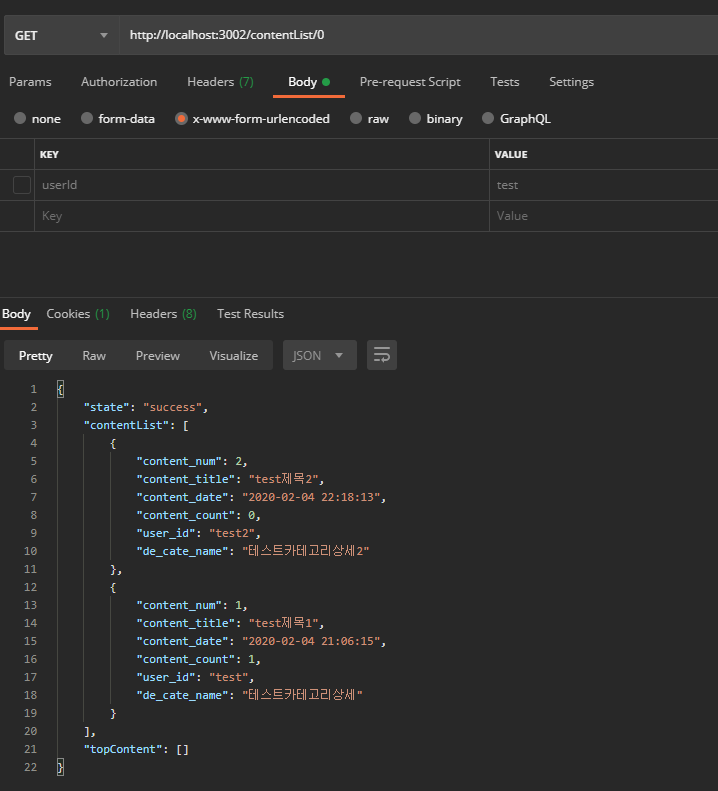 GET http://localhost:3002/contentList/0
Params Authorization Headers (7) Body Pre-request Script Tests Settings
none form-data x-www-form-urlencoded raw binary GraphQL
KEY VALUE
userId test
Key Value
Body Cookies (1) Headers (8) Test Results
Pretty Raw Preview Visualize JSON
1 {
2 "state": "success",
3 "contentList": [
4 {
5 "content_num": 2,
6 "content_title": "test제목2",
7 "content_date": "2020-02-04 22:18:13",
8 "content_count": 0,
9 "user_id": "test2",
10 "de_cate_name": "테스트카테고리상세2"
11 },
12 {
13 "content_num": 1,
14 "content_title": "test제목1",
15 "content_date": "2020-02-04 21:06:15",
16 "content_count": 1,
17 "user_id": "test",
18 "de_cate_name": "테스트카테고리상세"
19 }
20 ],
21 "topContent": []
22 }